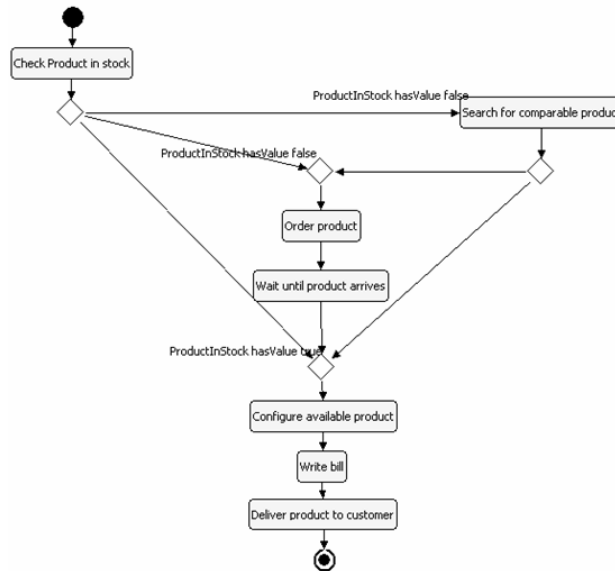 Check Product in stock
ProductInStock hasValue false
Search for comparable product
ProductInStock hasValue false
Order product
Wait until product arrives
ProductInStock hasValue true
Configure available product
Write bill
Deliver product to customer